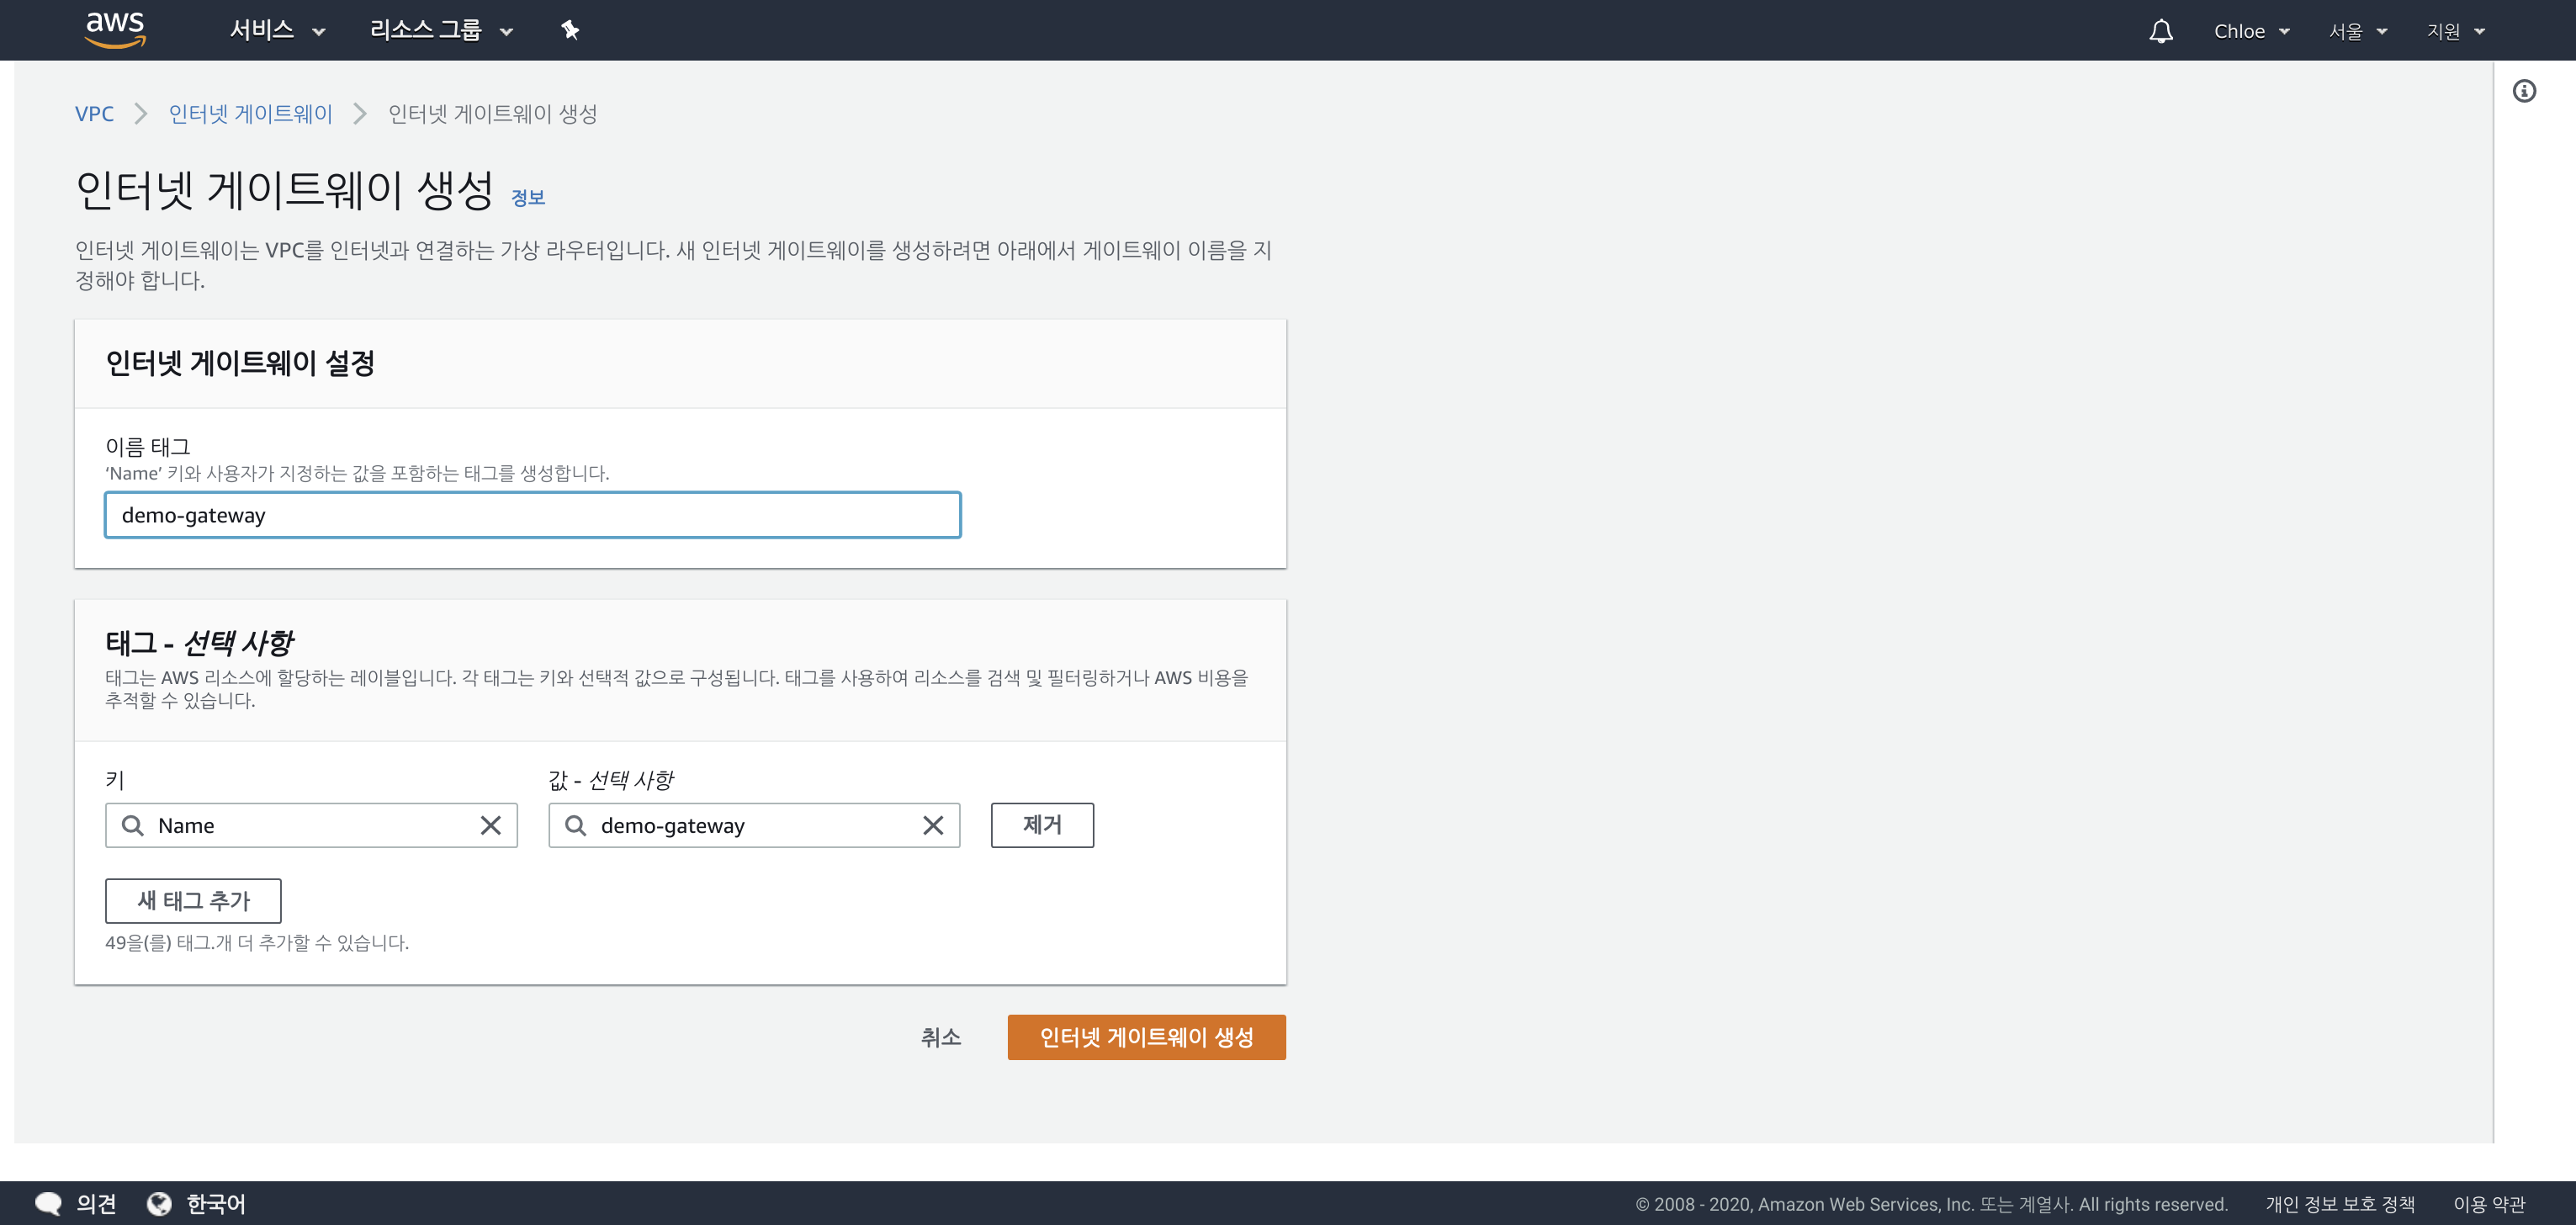 aws 서비스 리소스 그룹 Chloe 서울 지원
VPC 인터넷 게이트웨이 인터넷 게이트웨이 생성
인터넷 게이트웨이 생성 정보
인터넷 게이트웨이는 VPC를 인터넷과 연결하는 가상 라우터입니다. 새 인터넷 게이트웨이를 생성하려면 아래에서 게이트웨이 이름을 지
정해야 합니다.
인터넷 게이트웨이 설정
이름 태그
‘Name’ 키와 사용자가 지정하는 값을 포함하는 태그를 생성합니다.
demo-gateway
태그 - 선택 사항
태그는 AWS 리소스에 할당하는 레이블입니다. 각 태그는 키와 선택적 값으로 구성됩니다. 태그를 사용하여 리소스를 검색 및 필터링하거나 AWS 비용을
추적할 수 있습니다.
키 값 - 선택 사항
Name demo-gateway 제거
새 태그 추가
49을(를) 태그.개 더 추가할 수 있습니다.
취소 인터넷 게이트웨이 생성
의견 한국어 © 2008 - 2020, Amazon Web Services, Inc. 또는 계열사. All rights reserved. 개인 정보 보호 정책 이용 약관